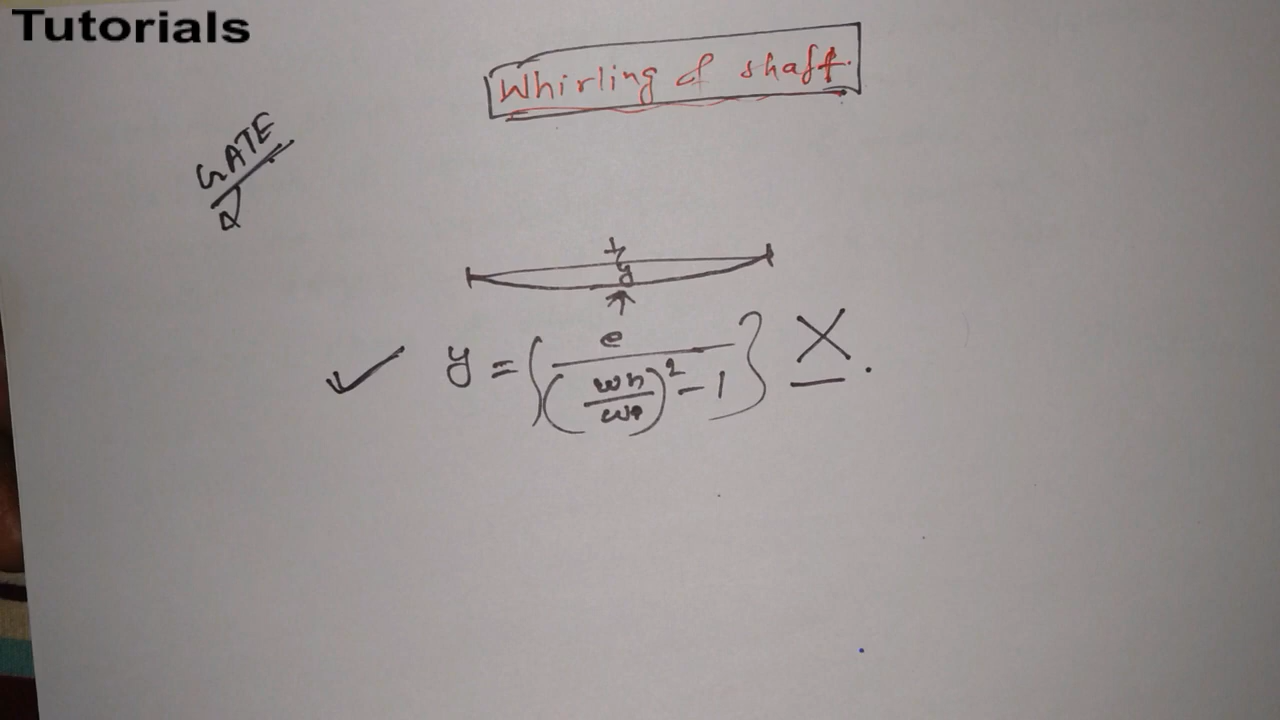 Tutorials
Whirling of shaft.
GATE
y
y = { e / (ωn/ω)² - 1 } X.